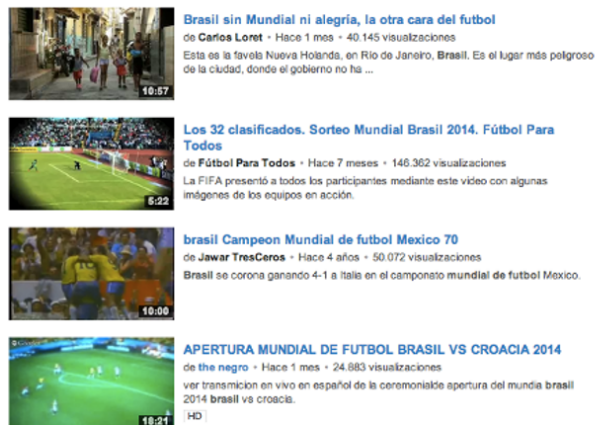 Brasil sin Mundial ni alegría, la otra cara del futbol
de Carlos Loret • Hace 1 mes • 40.145 visualizaciones
Esta es la favela Nueva Holanda, en Río de Janeiro, Brasil. Es el lugar más peligroso
de la ciudad, donde el gobierno no ha ...
10:57
Los 32 clasificados. Sorteo Mundial Brasil 2014. Fútbol Para
Todos
de Fútbol Para Todos • Hace 7 meses • 146.362 visualizaciones
La FIFA presentó a todos los participantes mediante este video con algunas
imágenes de los equipos en acción.
5:22
brasil Campeon Mundial de futbol Mexico 70
de Jawar TresCeros • Hace 4 años • 50.072 visualizaciones
Brasil se corona ganando 4-1 a Italia en el camponato mundial de futbol Mexico.
10:00
APERTURA MUNDIAL DE FUTBOL BRASIL VS CROACIA 2014
de the negro • Hace 1 mes • 24.883 visualizaciones
ver transmicion en vivo en español de la ceremonialde apertura del mundia brasil
2014 brasil vs croacia.
HD
18:21